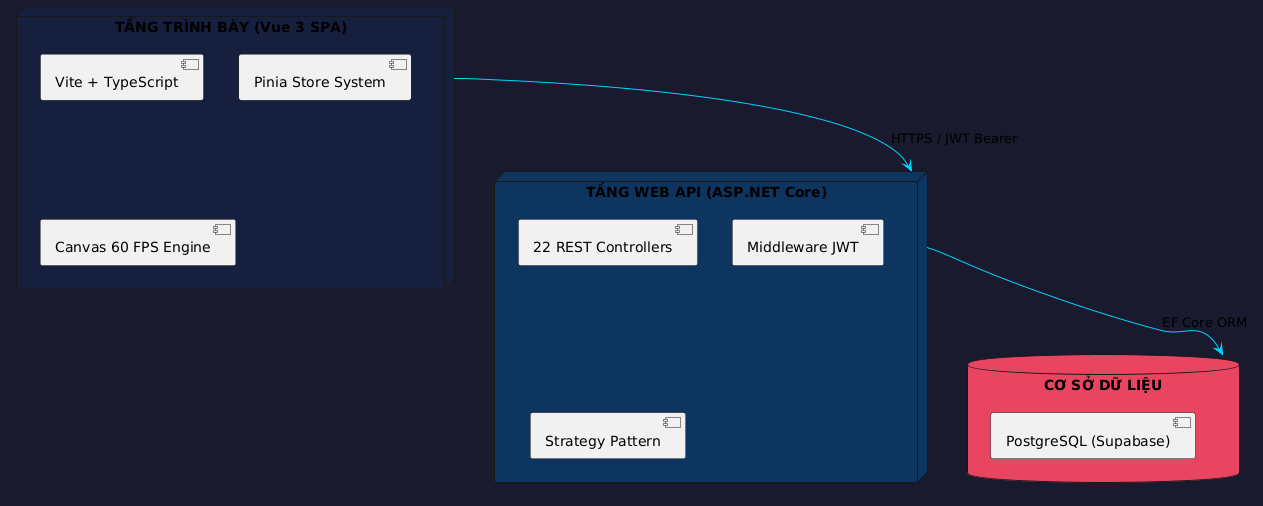 TẦNG TRÌNH BÀY (Vue 3 SPA)
Vite + TypeScript
Pinia Store System
Canvas 60 FPS Engine
HTTPS / JWT Bearer
TẦNG WEB API (ASP.NET Core)
22 REST Controllers
Middleware JWT
Strategy Pattern
EF Core ORM
CƠ SỞ DỮ LIỆU
PostgreSQL (Supabase)